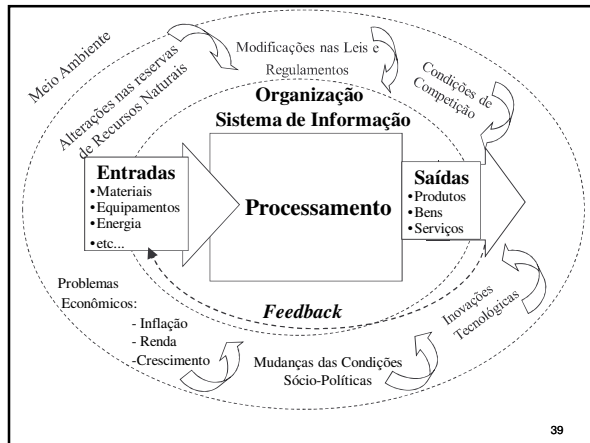 Meio Ambiente
Alterações nas reservas
de Recursos Naturais
Modificações nas Leis e
Regulamentos
Condições de
Competição
Organização
Sistema de Informação
Entradas
•Materiais
•Equipamentos
•Energia
•etc...
Processamento
Saídas
•Produtos
•Bens
•Serviços
Feedback
Problemas
Econômicos:
- Inflação
- Renda
-Crescimento
Mudanças das Condições
Sócio-Políticas
Inovações
Tecnológicas
39